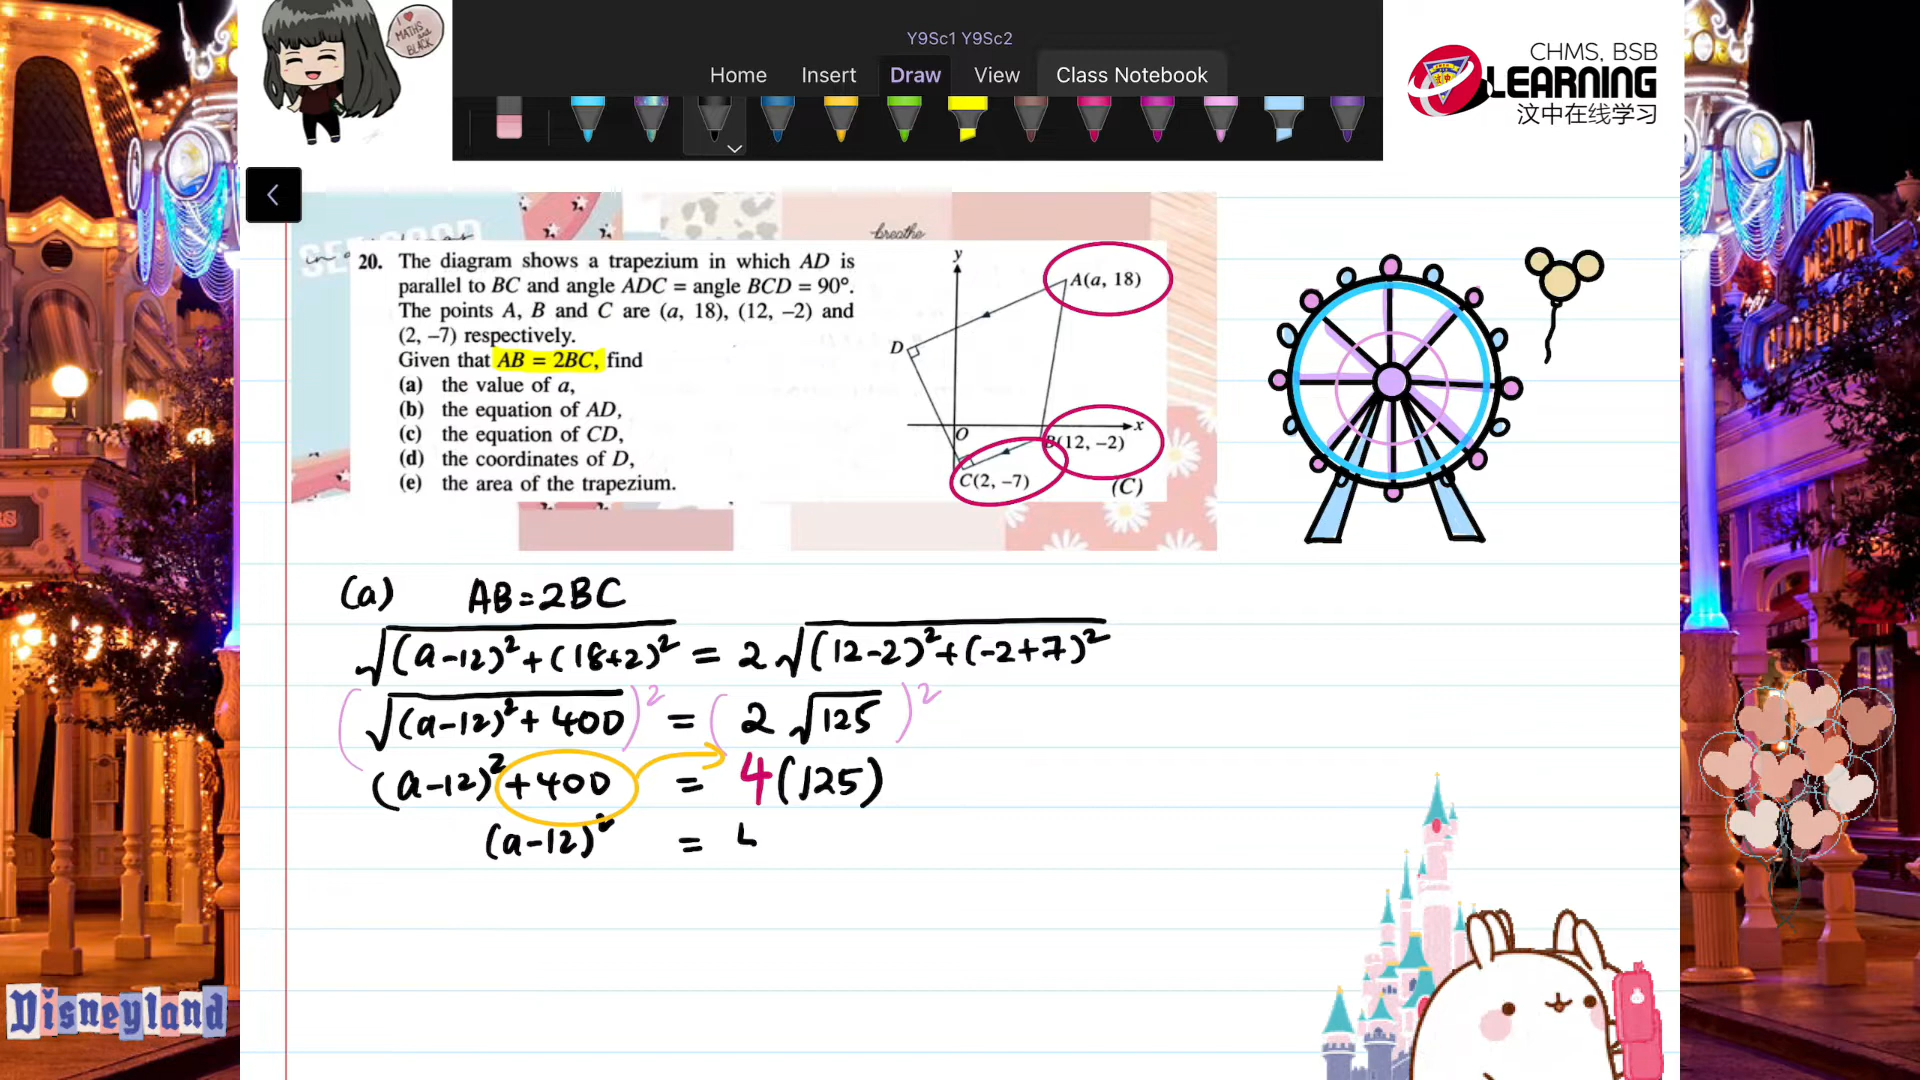 I ❤ MATHS and BLACK
Y9Sc1 Y9Sc2
Home Insert Draw View Class Notebook
CHMS, BSB
LEARNING
汶中在线学习
breathe
20. The diagram shows a trapezium in which AD is
parallel to BC and angle ADC = angle BCD = 90°.
The points A, B and C are (a, 18), (12, −2) and
(2, −7) respectively.
Given that AB = 2BC, find
(a) the value of a,
(b) the equation of AD,
(c) the equation of CD,
(d) the coordinates of D,
(e) the area of the trapezium.
y
A(a, 18)
D
O
x
B(12, −2)
C(2, −7)
(C)
(a) AB=2BC
√((a-12)²+(18+2)²) = 2√((12-2)²+(-2+7)²)
(√((a-12)²+400))² = (2√125)²
(a-12)²+400 = 4(125)
(a-12)² = 4
Disneyland